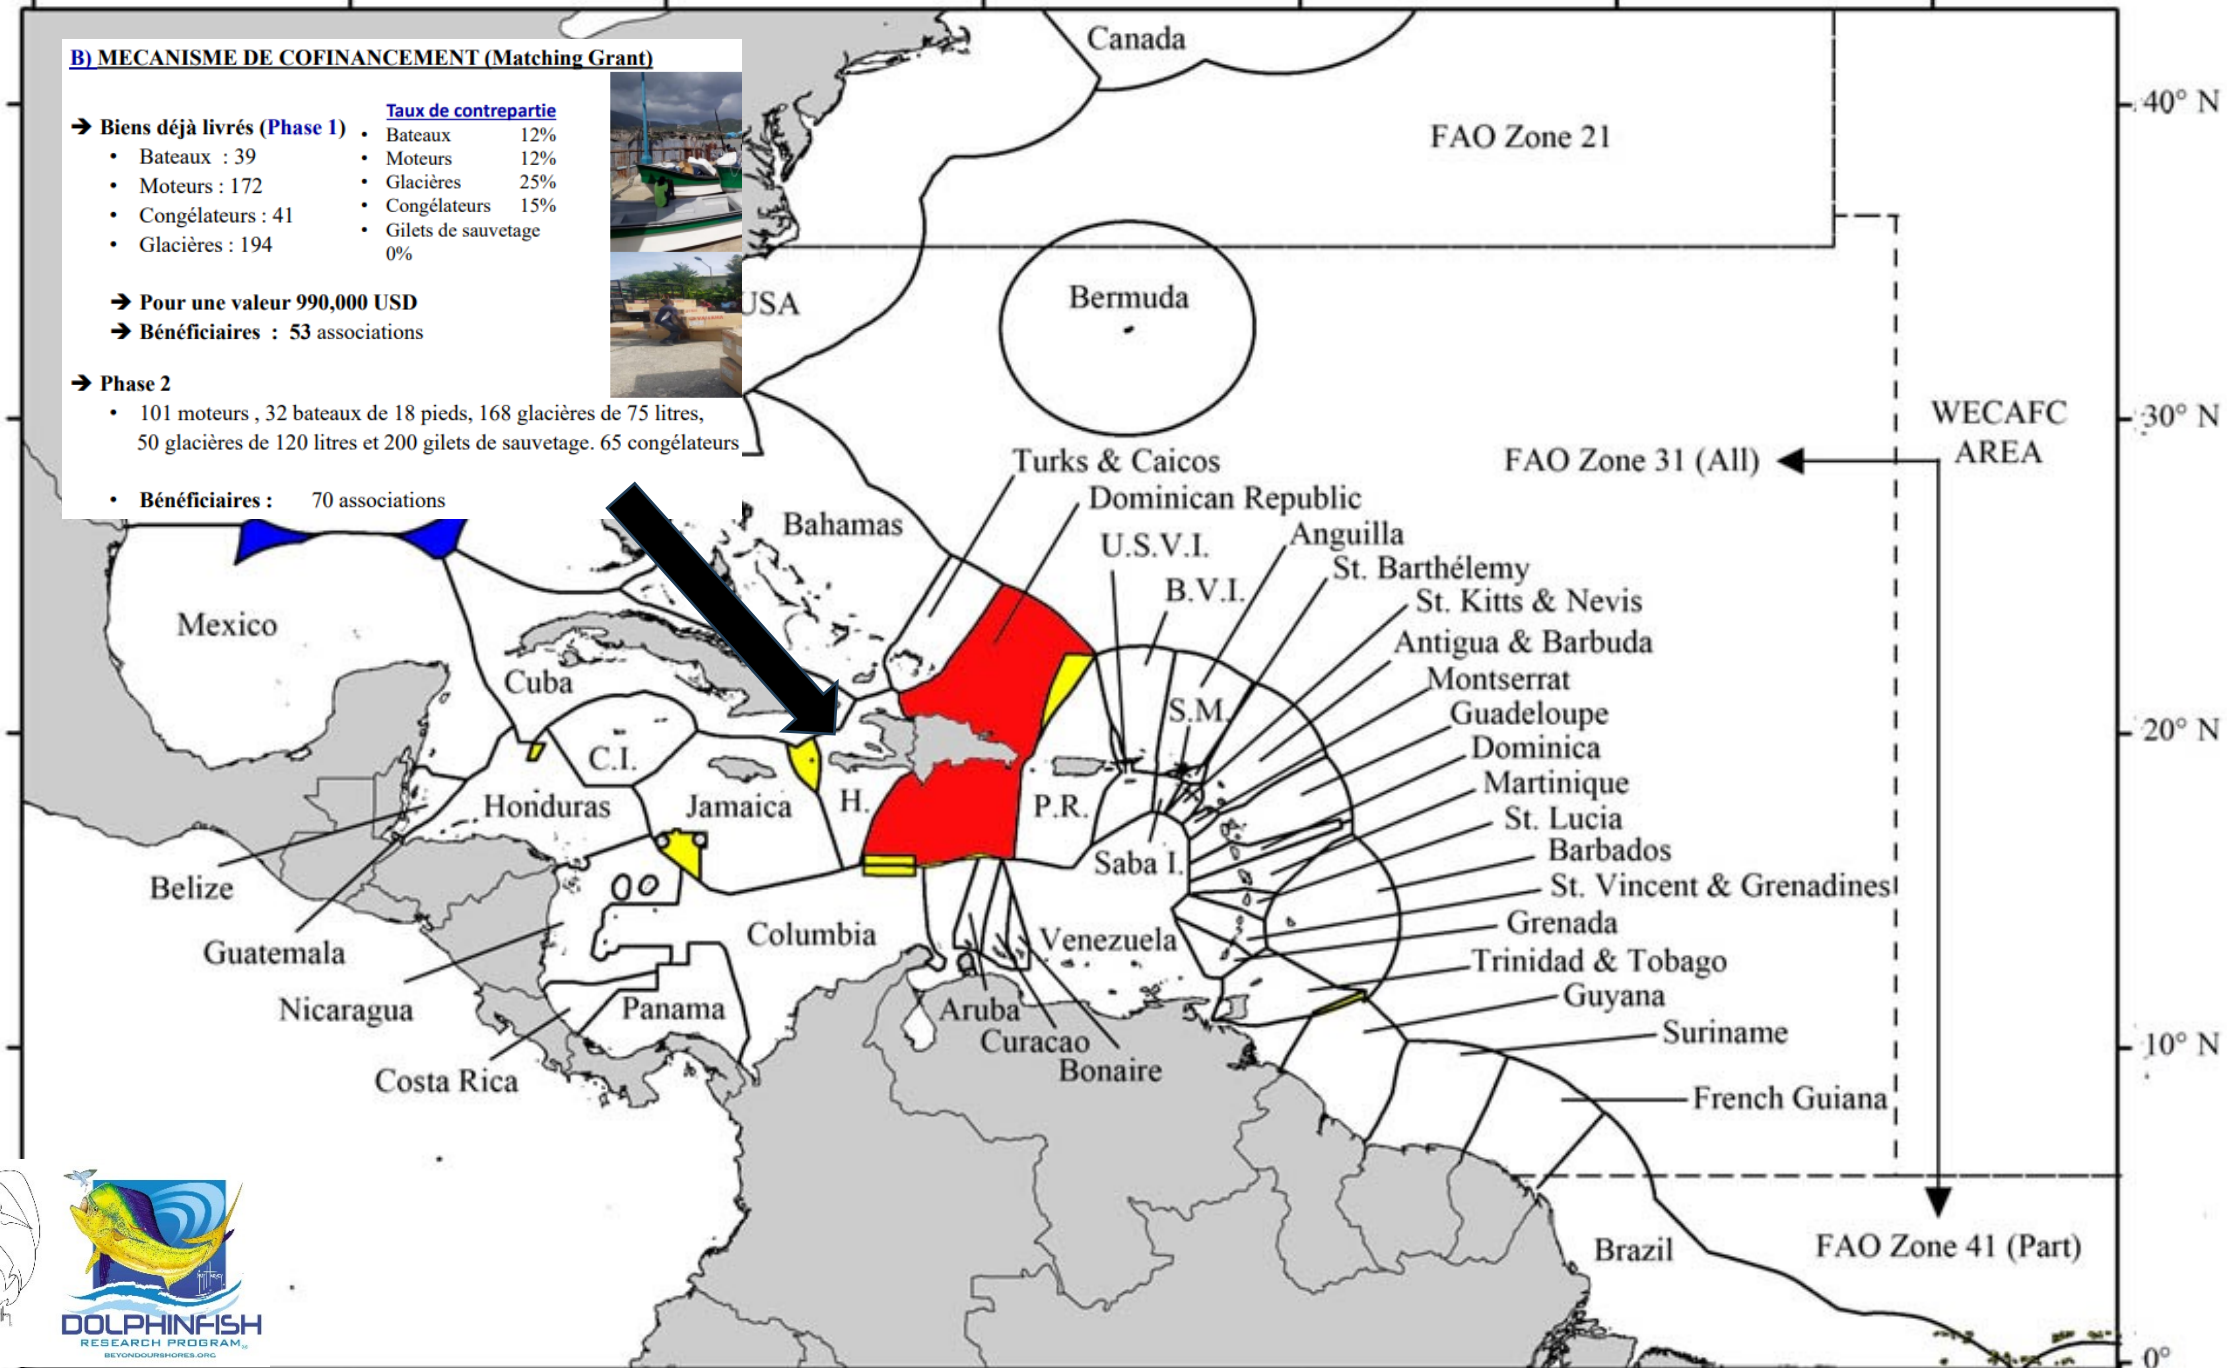 B) MECANISME DE COFINANCEMENT (Matching Grant)
➔ Biens déjà livrés (Phase 1)
• Bateaux : 39
• Moteurs : 172
• Congélateurs : 41
• Glacières : 194
Taux de contrepartie
• Bateaux 12%
• Moteurs 12%
• Glacières 25%
• Congélateurs 15%
• Gilets de sauvetage
0%
➔ Pour une valeur 990,000 USD
➔ Bénéficiaires : 53 associations
➔ Phase 2
• 101 moteurs , 32 bateaux de 18 pieds, 168 glacières de 75 litres,
50 glacières de 120 litres et 200 gilets de sauvetage. 65 congélateurs
• Bénéficiaires : 70 associations
Canada
40° N
FAO Zone 21
USA
Bermuda
WECAFC
AREA
30° N
FAO Zone 31 (All)
Turks & Caicos
Dominican Republic
Bahamas
Anguilla
U.S.V.I.
St. Barthélemy
B.V.I.
St. Kitts & Nevis
Mexico
Antigua & Barbuda
Cuba
Montserrat
S.M.
Guadeloupe
20° N
C.I.
Dominica
Martinique
Honduras
Jamaica
H.
P.R.
St. Lucia
Barbados
Saba I.
Belize
St. Vincent & Grenadines
Grenada
Columbia
Venezuela
Guatemala
Trinidad & Tobago
Guyana
Nicaragua
Panama
Aruba
Suriname
Curacao
10° N
Bonaire
Costa Rica
French Guiana
Brazil
FAO Zone 41 (Part)
0°
DOLPHINFISH
RESEARCH PROGRAM
BEYONDOURSHORES.ORG